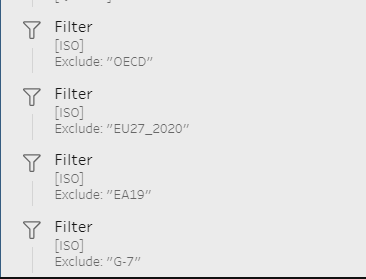 Filter
[ISO]
Exclude: "OECD"
Filter
[ISO]
Exclude: "EU27_2020"
Filter
[ISO]
Exclude: "EA19"
Filter
[ISO]
Exclude: "G-7"